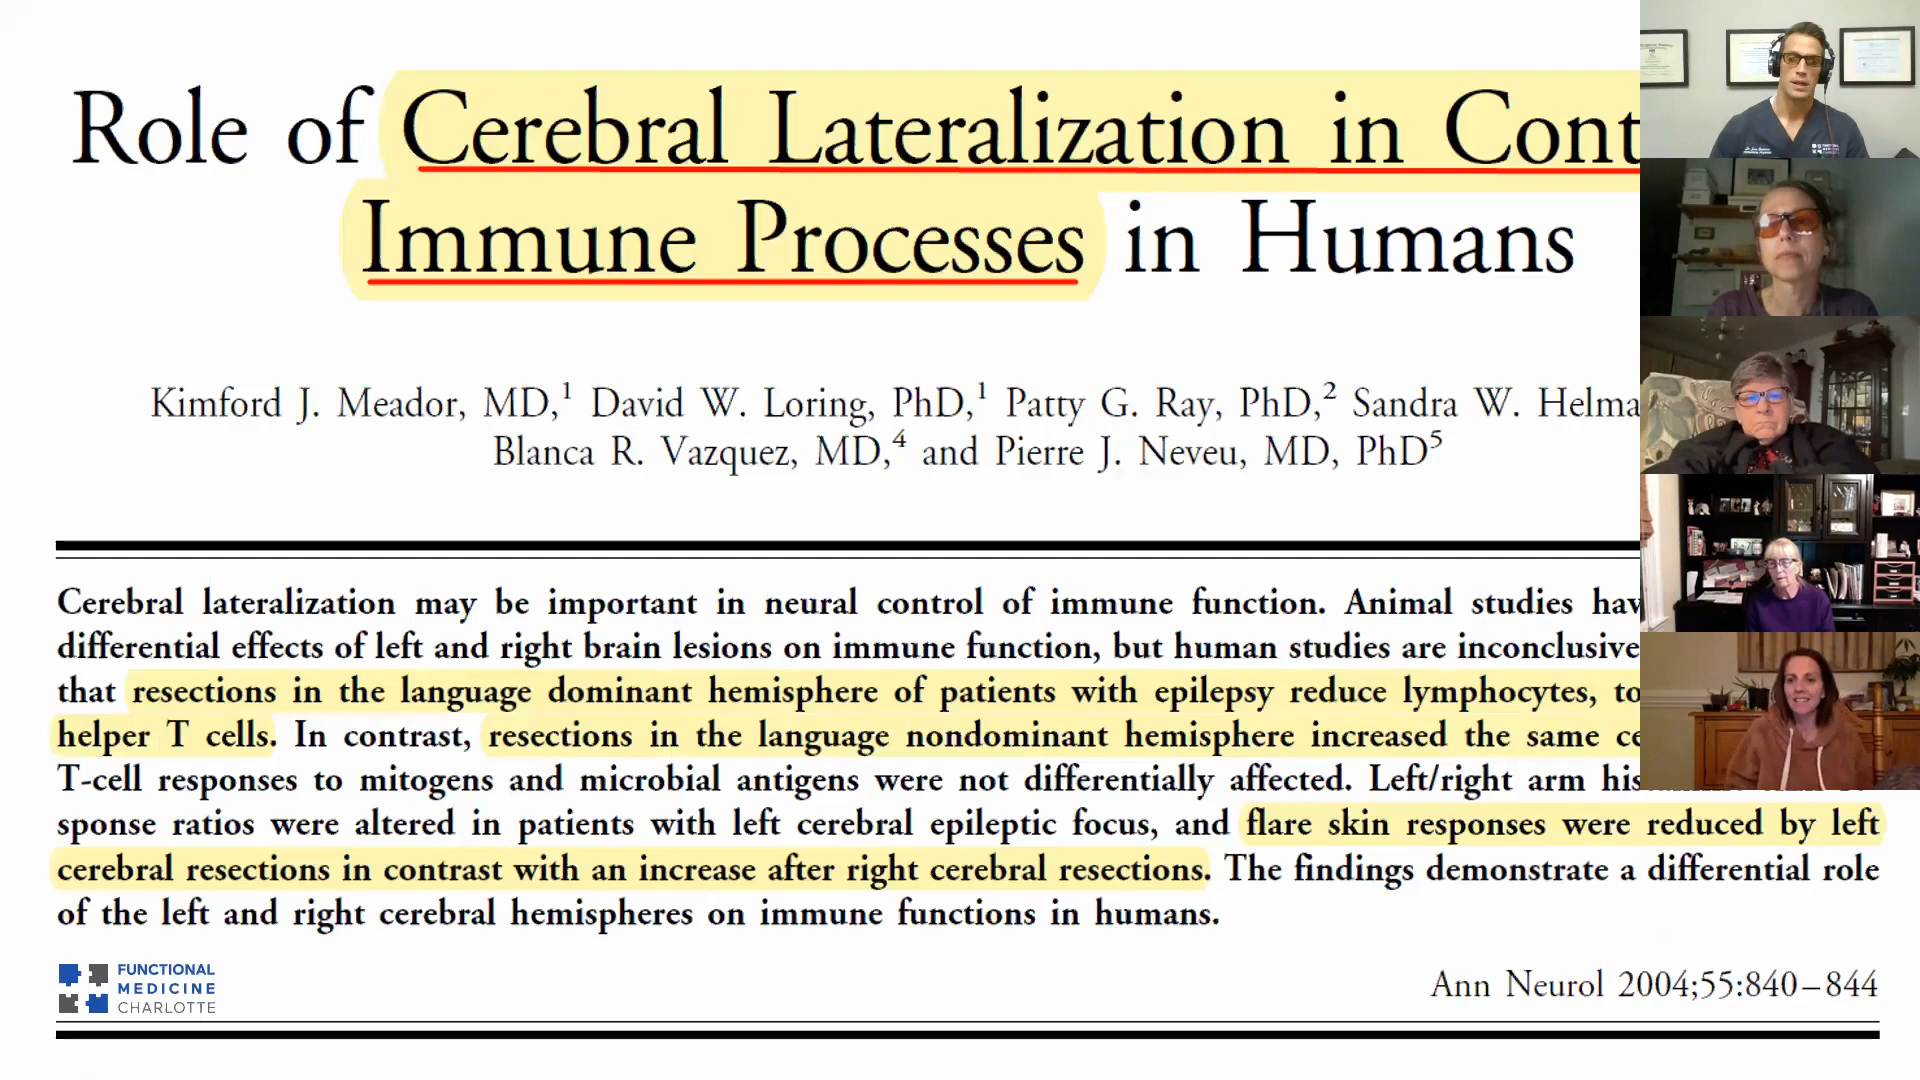 Role of Cerebral Lateralization in Cont
Immune Processes in Humans
Kimford J. Meador, MD,1 David W. Loring, PhD,1 Patty G. Ray, PhD,2 Sandra W. Helma
Blanca R. Vazquez, MD,4 and Pierre J. Neveu, MD, PhD5
Cerebral lateralization may be important in neural control of immune function. Animal studies hav
differential effects of left and right brain lesions on immune function, but human studies are inconclusive
that resections in the language dominant hemisphere of patients with epilepsy reduce lymphocytes, to
helper T cells. In contrast, resections in the language nondominant hemisphere increased the same ce
T-cell responses to mitogens and microbial antigens were not differentially affected. Left/right arm his
sponse ratios were altered in patients with left cerebral epileptic focus, and flare skin responses were reduced by left
cerebral resections in contrast with an increase after right cerebral resections. The findings demonstrate a differential role
of the left and right cerebral hemispheres on immune functions in humans.
Ann Neurol 2004;55:840–844
FUNCTIONAL
MEDICINE
CHARLOTTE